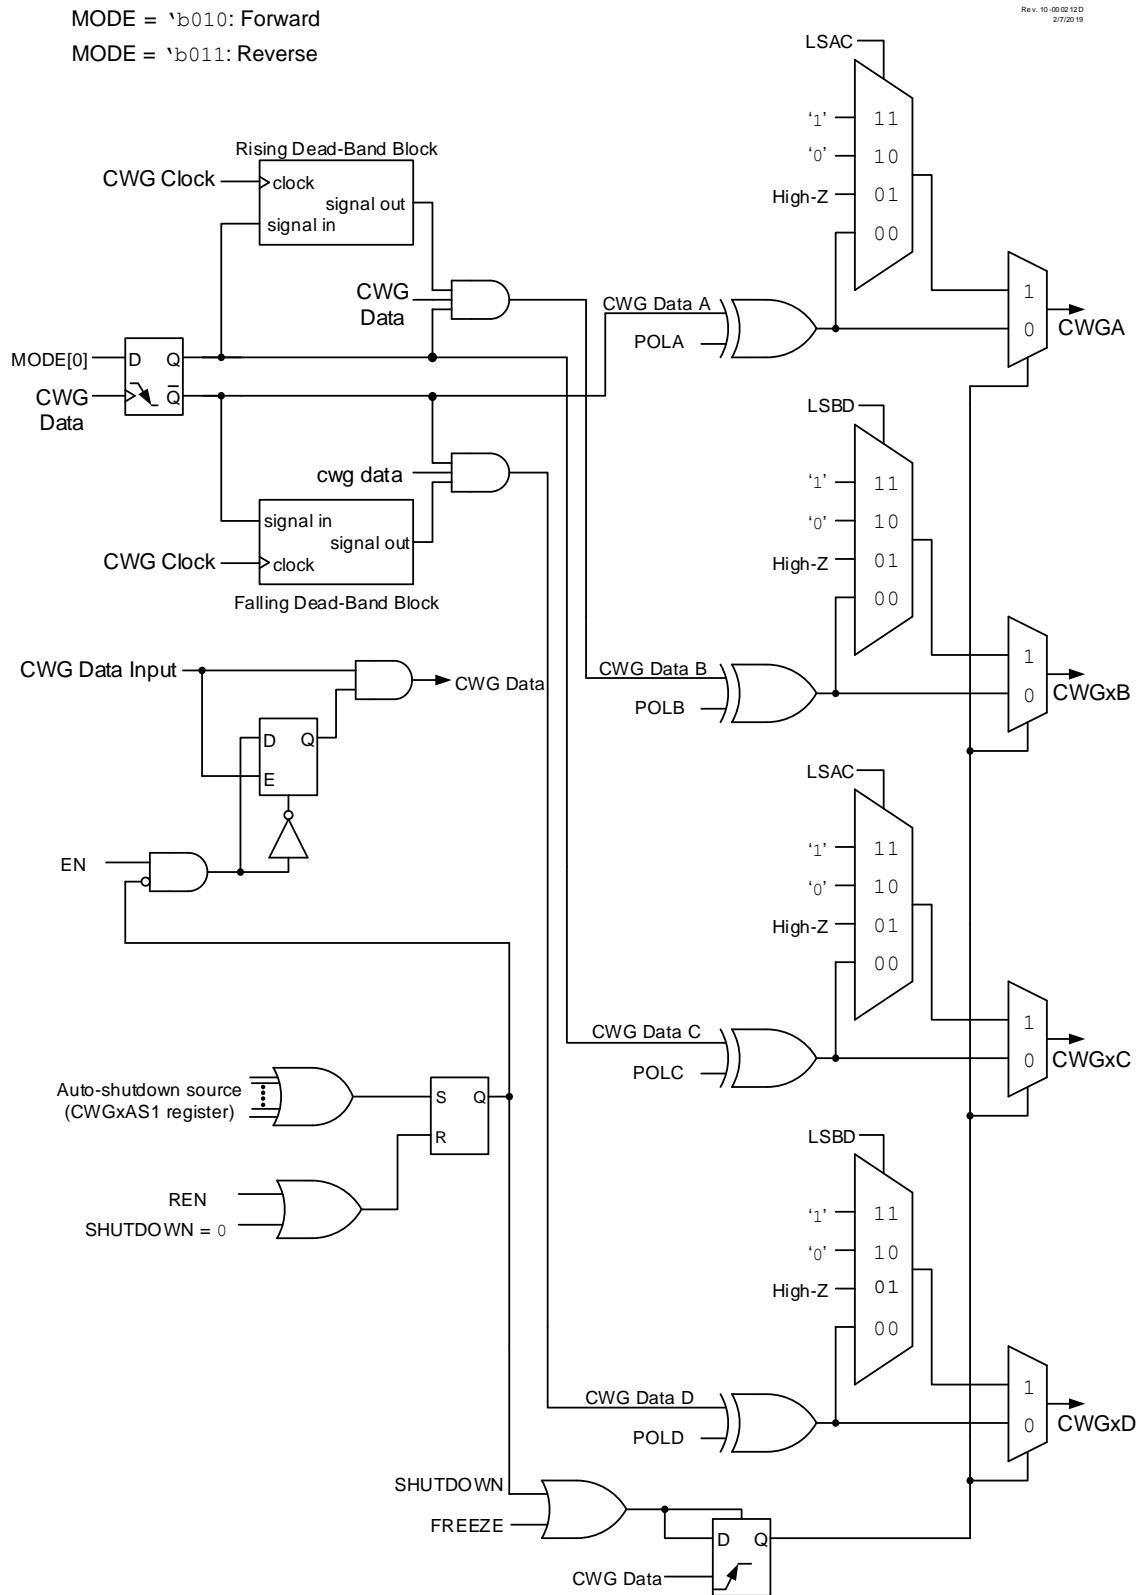 MODE = 'b010: Forward
MODE = 'b011: Reverse
Rev. 10-000212D
2/7/2019
LSAC
'1'
11
'0'
10
High-Z
01
00
Rising Dead-Band Block
CWG Clock
clock
signal out
signal in
CWG
Data
CWG Data A
POLA
1
0
CWGA
MODE[0]
D
Q
CWG
Data
Q̅
cwg data
signal in
signal out
CWG Clock
clock
Falling Dead-Band Block
LSBD
'1'
11
'0'
10
High-Z
01
00
CWG Data B
POLB
1
0
CWGxB
CWG Data Input
CWG Data
D
Q
E
EN
LSAC
'1'
11
'0'
10
High-Z
01
00
CWG Data C
POLC
1
0
CWGxC
Auto-shutdown source
(CWGxAS1 register)
S
Q
R
REN
SHUTDOWN = 0
LSBD
'1'
11
'0'
10
High-Z
01
00
CWG Data D
POLD
1
0
CWGxD
SHUTDOWN
FREEZE
D
Q
CWG Data